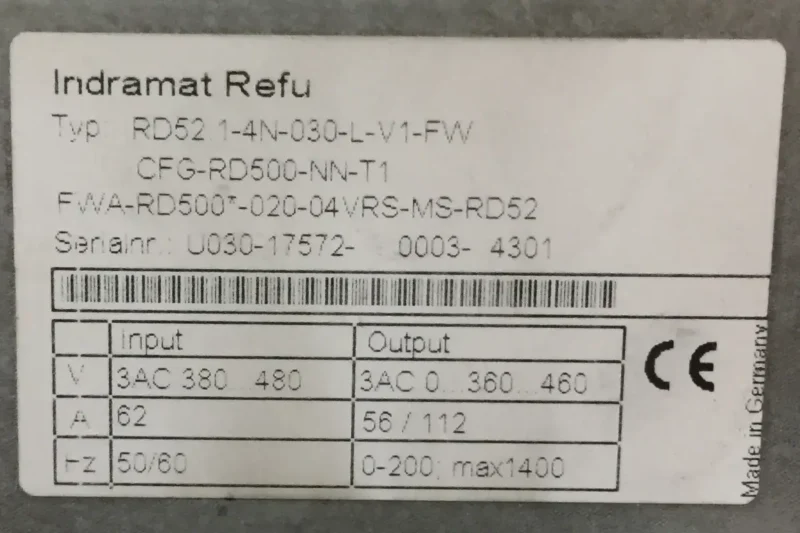 Indramat Refu
Typ RD52.1-4N-030-L-V1-FW
CFG-RD500-NN-T1
FWA-RD500*-020-04VRS-MS-RD52
Serialnr.: U030-17572- 0003- 4301
Input Output
V 3AC 380...480 3AC 0...360...460
A 62 56 / 112
Hz 50/60 0-200; max1400
CE
Made in Germany